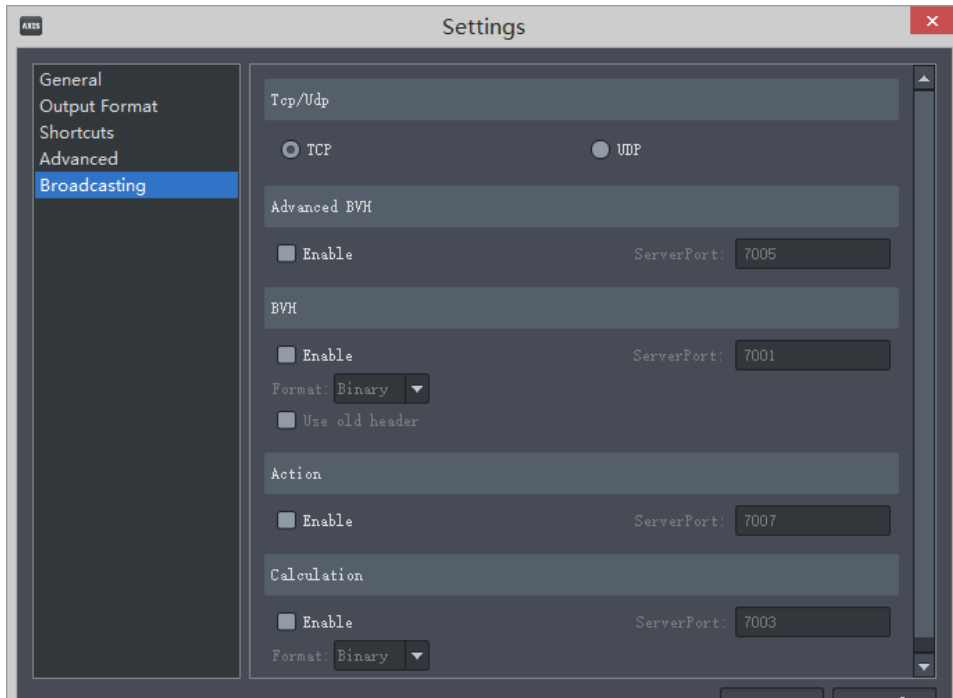 AXIS
Settings
General
Output Format
Shortcuts
Advanced
Broadcasting
Tcp/Udp
TCP UDP
Advanced BVH
Enable ServerPort: 7005
BVH
Enable ServerPort: 7001
Format: Binary
Use old header
Action
Enable ServerPort: 7007
Calculation
Enable ServerPort: 7003
Format: Binary